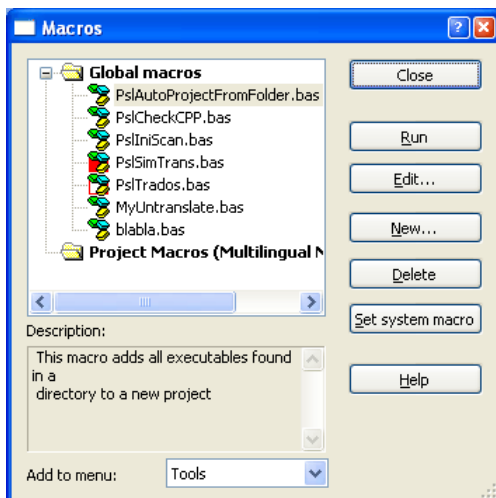 Macros
Global macros
PslAutoProjectFromFolder.bas
PslCheckCPP.bas
PslIniScan.bas
PslSimTrans.bas
PslTrados.bas
MyUntranslate.bas
blabla.bas
Project Macros (Multilingual N
Description:
This macro adds all executables found
in a
directory to a new project
Add to menu:
Tools
Close
Run
Edit...
New...
Delete
Set system macro
Help